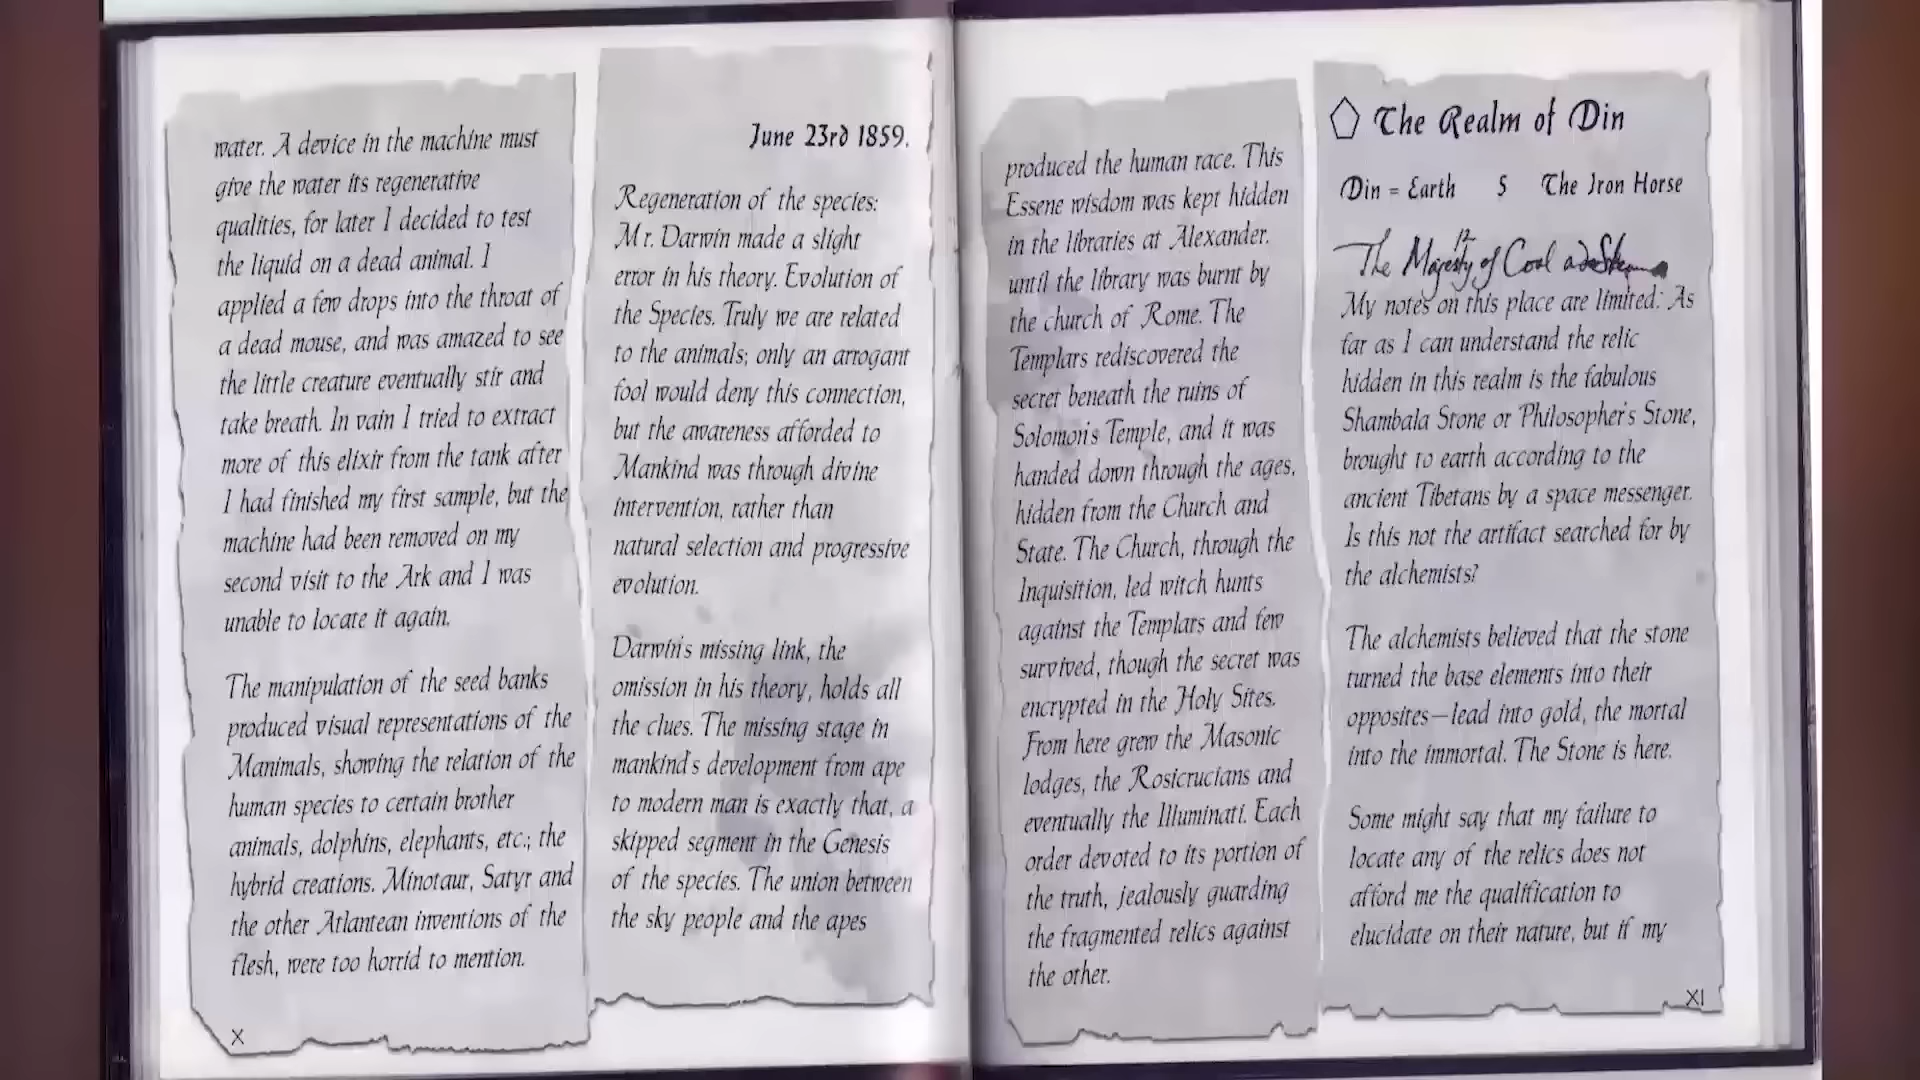 water. A device in the machine must
give the water its regenerative
qualities, for later I decided to test
the liquid on a dead animal. I
applied a few drops into the throat of
a dead mouse, and was amazed to see
the little creature eventually stir and
take breath. In vain I tried to extract
more of this elixir from the tank after
I had finished my first sample, but the
machine had been removed on my
second visit to the Ark and I was
unable to locate it again.
The manipulation of the seed banks
produced visual representations of the
Manimals, showing the relation of the
human species to certain brother
animals, dolphins, elephants, etc.; the
hybrid creations. Minotaur, Satyr and
the other Atlantean inventions of the
flesh, were too horrid to mention.
X
June 23rd 1859.
Regeneration of the species:
Mr. Darwin made a slight
error in his theory. Evolution of
the Species. Truly we are related
to the animals; only an arrogant
fool would deny this connection,
but the awareness afforded to
Mankind was through divine
intervention, rather than
natural selection and progressive
evolution.
Darwin's missing link, the
omission in his theory, holds all
the clues. The missing stage in
mankind's development from ape
to modern man is exactly that, a
skipped segment in the Genesis
of the species. The union between
the sky people and the apes
produced the human race. This
Essene wisdom was kept hidden
in the libraries at Alexander.
until the library was burnt by
the church of Rome. The
Templars rediscovered the
secret beneath the ruins of
Solomon's Temple, and it was
handed down through the ages,
hidden from the Church and
State. The Church, through the
Inquisition, led witch hunts
against the Templars and few
survived, though the secret was
encrypted in the Holy Sites.
From here grew the Masonic
lodges, the Rosicrucians and
eventually the Illuminati. Each
order devoted to its portion of
the truth, jealously guarding
the fragmented relics against
the other.
The Realm of Din
Din = Earth 5 The Iron Horse
The Majesty of Coal
My notes on this place are limited: As
far as I can understand the relic
hidden in this realm is the fabulous
Shambala Stone or Philosopher's Stone,
brought to earth according to the
ancient Tibetans by a space messenger.
Is this not the artifact searched for by
the alchemists?
The alchemists believed that the stone
turned the base elements into their
opposites—lead into gold, the mortal
into the immortal. The Stone is here.
Some might say that my failure to
locate any of the relics does not
afford me the qualification to
elucidate on their nature, but if my
XI